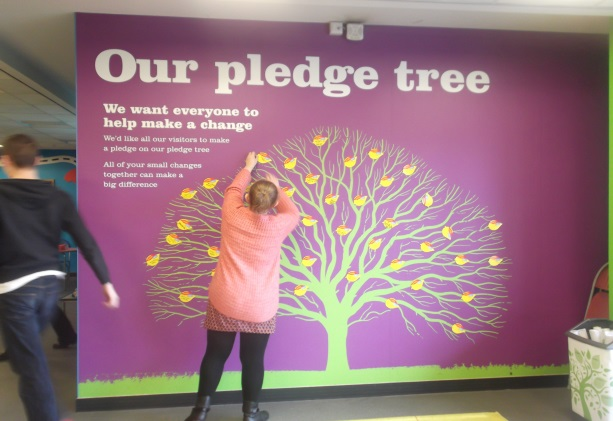 Our pledge tree
We want everyone to
help make a change
We'd like all our visitors to make
a pledge on our pledge tree
All of your small changes
together can make a
big difference